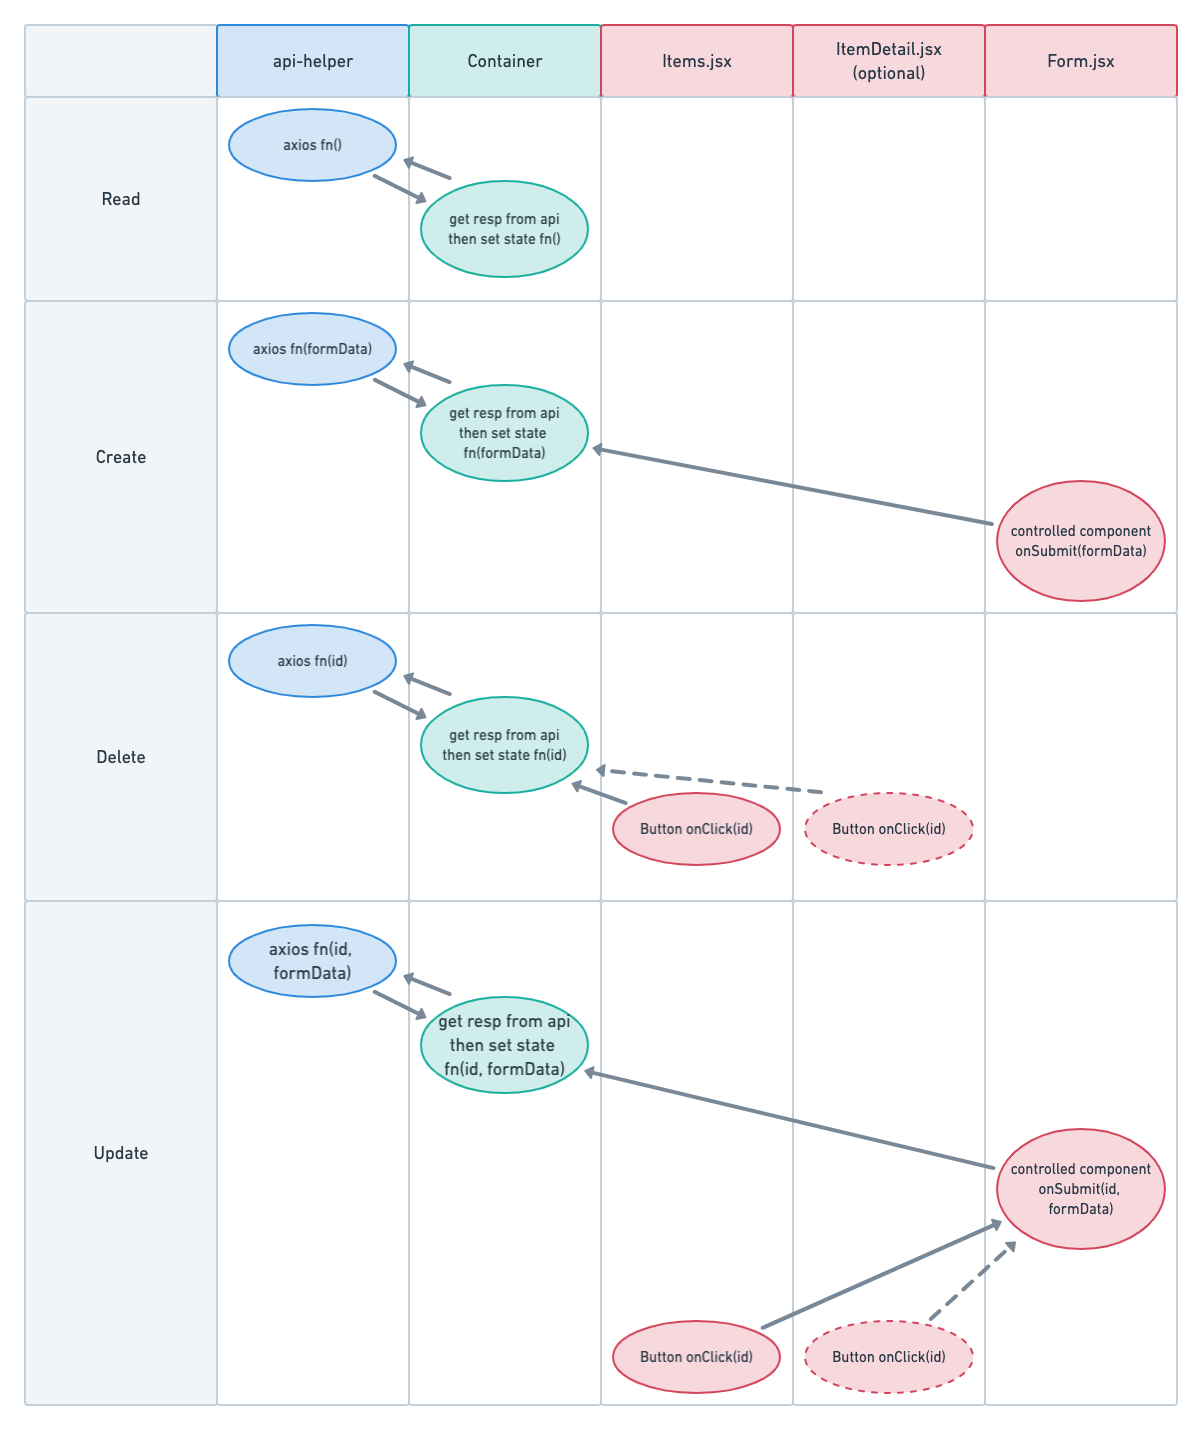 api-helper
Container
Items.jsx
ItemDetail.jsx
(optional)
Form.jsx
Read
axios fn()
get resp from api
then set state fn()
Create
axios fn(formData)
get resp from api
then set state
fn(formData)
controlled component
onSubmit(formData)
Delete
axios fn(id)
get resp from api
then set state fn(id)
Button onClick(id)
Button onClick(id)
Update
axios fn(id,
formData)
get resp from api
then set state
fn(id, formData)
controlled component
onSubmit(id,
formData)
Button onClick(id)
Button onClick(id)